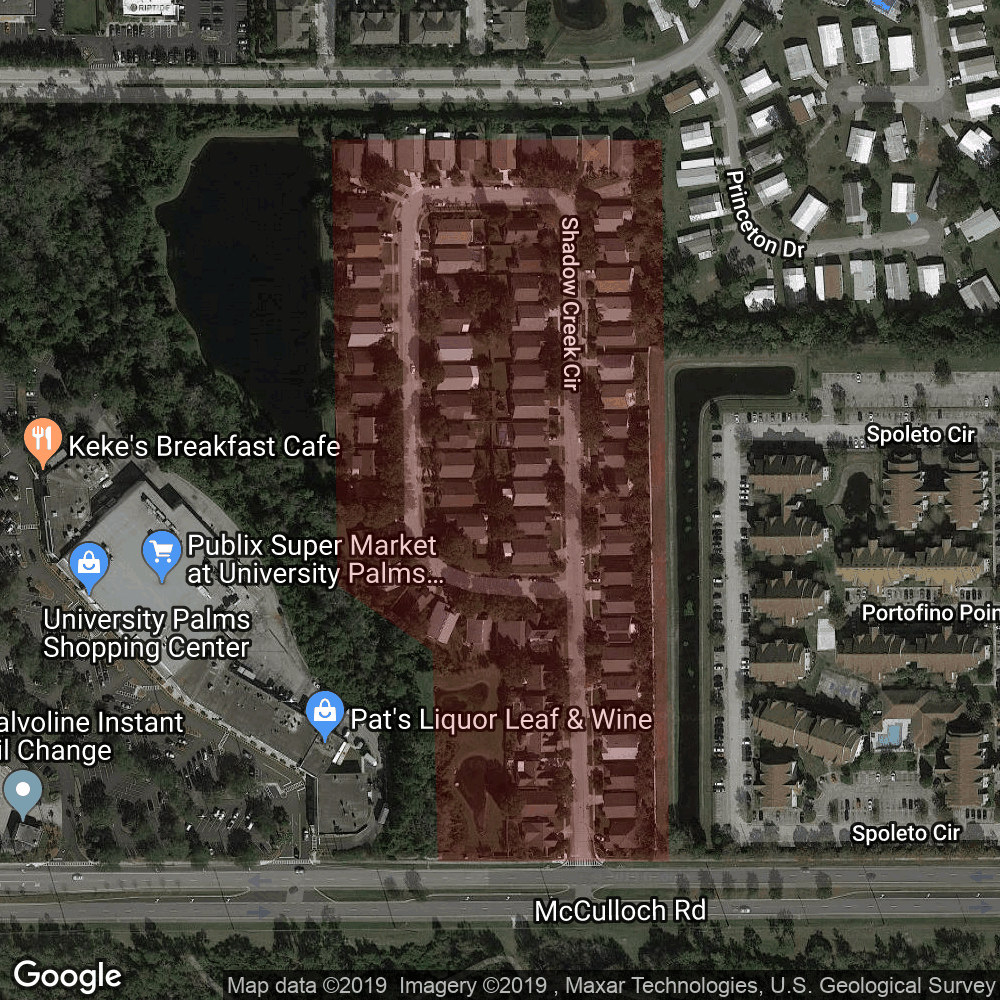 RIPTIDE
Princeton Dr
Shadow Creek Cir
Spoleto Cir
Keke's Breakfast Cafe
Publix Super Market
at University Palms...
University Palms
Shopping Center
Portofino Poin
Pat's Liquor Leaf & Wine
alvoline Instant
il Change
Spoleto Cir
McCulloch Rd
Google
Map data ©2019 Imagery ©2019 , Maxar Technologies, U.S. Geological Survey